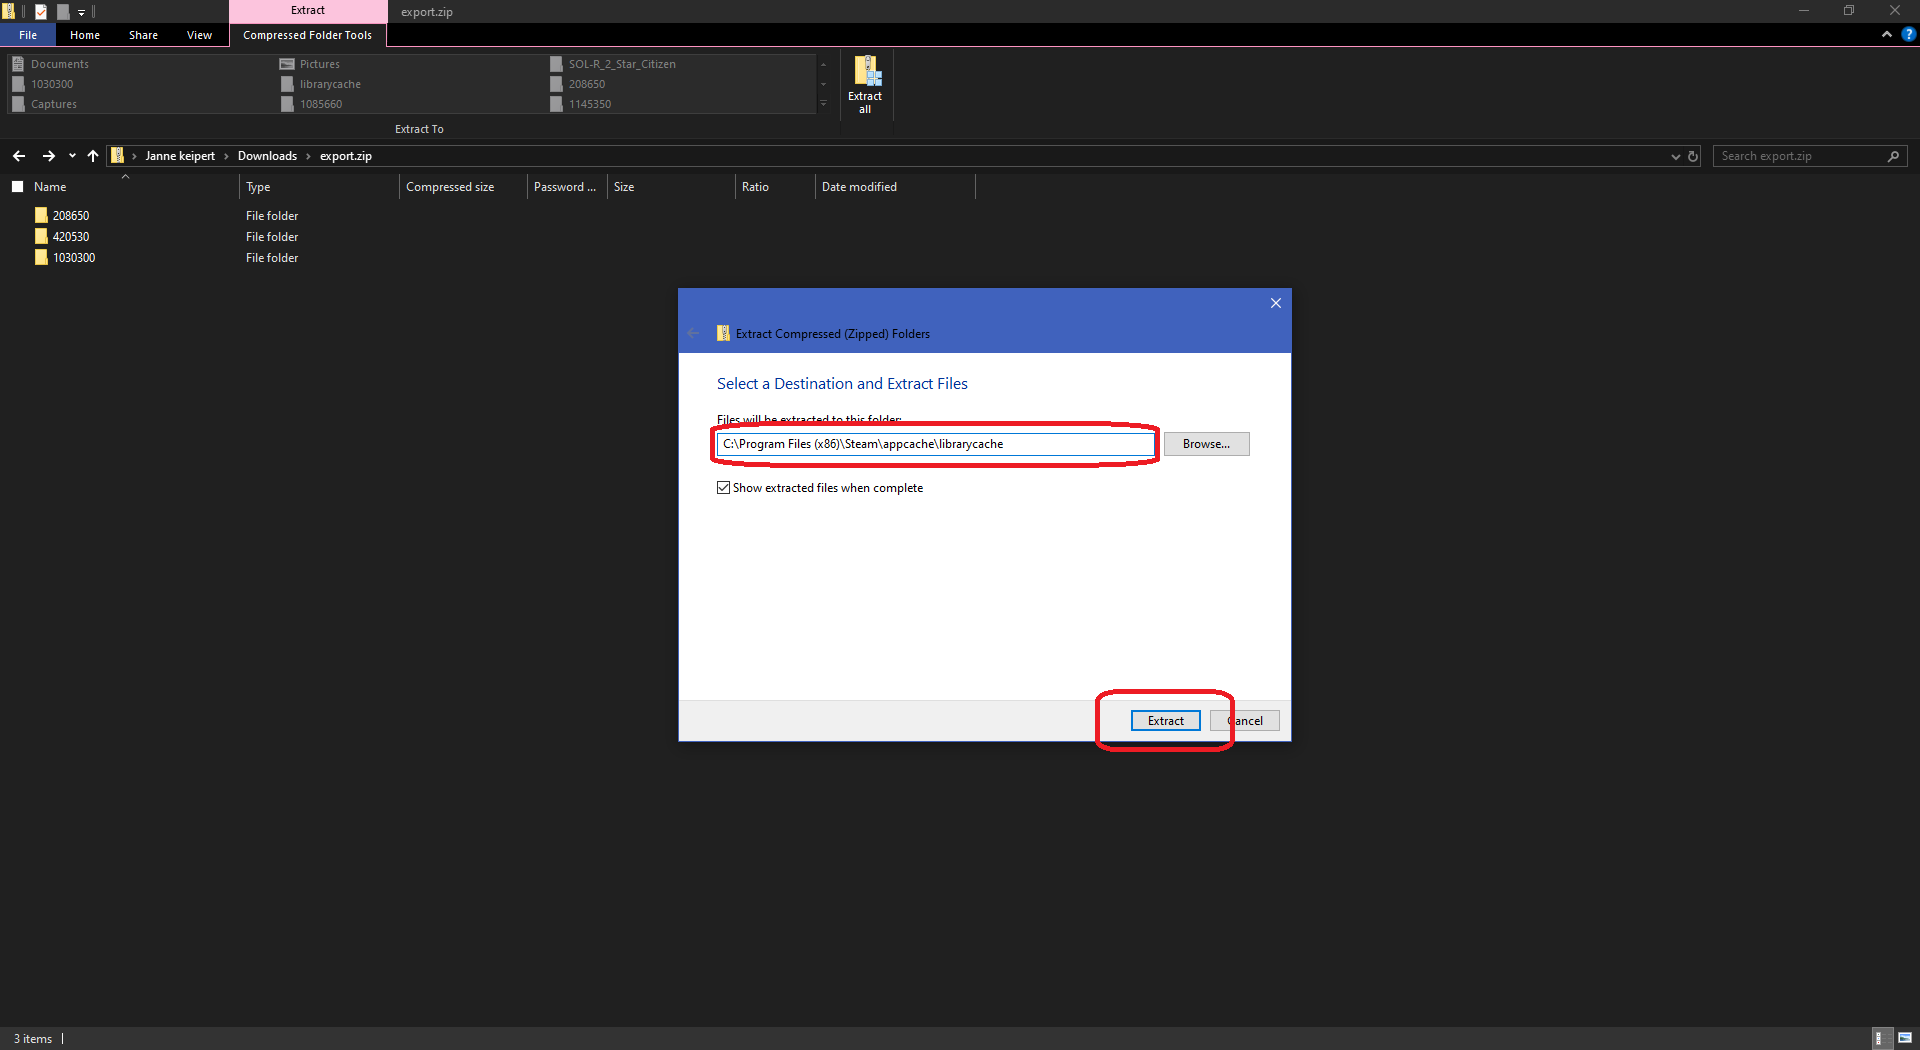 Extract
export.zip
File
Home
Share
View
Compressed Folder Tools
Documents
Pictures
SOL-R_2_Star_Citizen
1030300
librarycache
208650
Captures
1085660
1145350
Extract all
Extract To
Janne keipert
Downloads
export.zip
Search export.zip
Name
Type
Compressed size
Password ...
Size
Ratio
Date modified
208650
File folder
420530
File folder
1030300
File folder
Extract Compressed (Zipped) Folders
Select a Destination and Extract Files
Files will be extracted to this folder:
C:\Program Files (x86)\Steam\appcache\librarycache
Browse...
Show extracted files when complete
Extract
Cancel
3 items